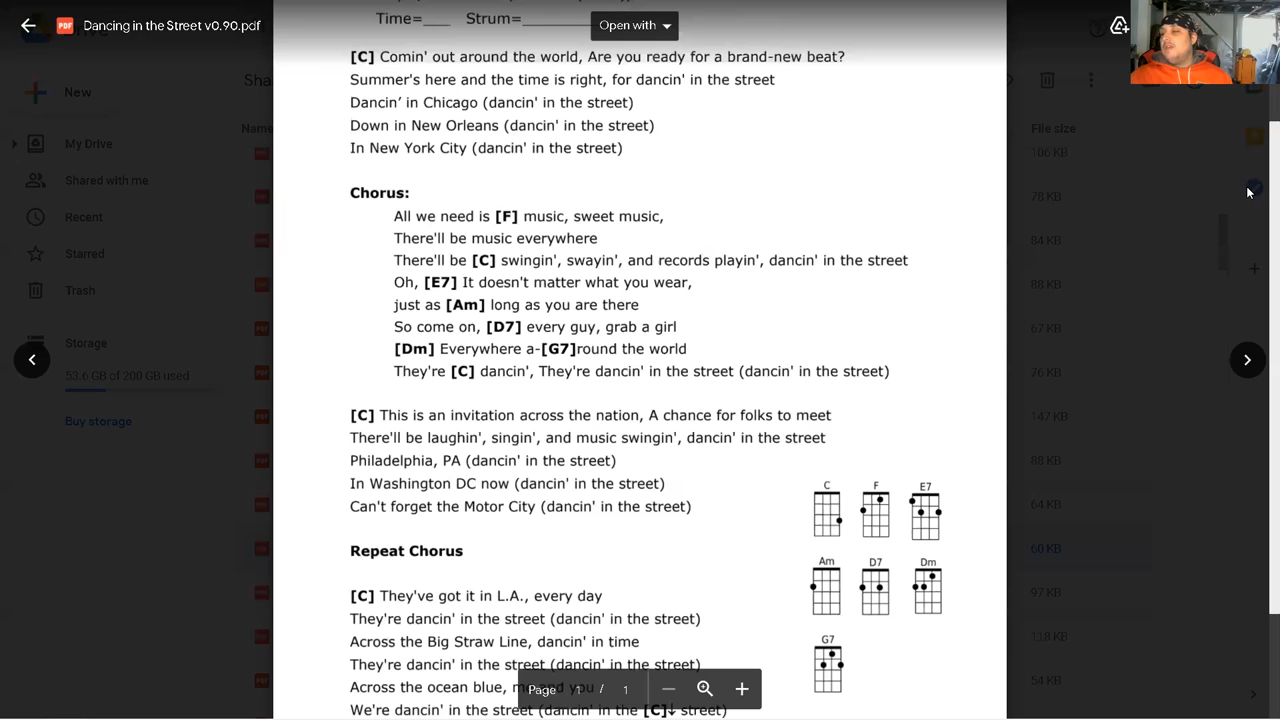 Dancing in the Street v0.90.pdf
Open with
Time=___ Strum=
[C] Comin' out around the world, Are you ready for a brand-new beat?
Summer's here and the time is right, for dancin' in the street
Dancin’ in Chicago (dancin' in the street)
Down in New Orleans (dancin' in the street)
In New York City (dancin' in the street)
Chorus:
All we need is [F] music, sweet music,
There'll be music everywhere
There'll be [C] swingin', swayin', and records playin', dancin' in the street
Oh, [E7] It doesn't matter what you wear,
just as [Am] long as you are there
So come on, [D7] every guy, grab a girl
[Dm] Everywhere a-[G7]round the world
They're [C] dancin', They're dancin' in the street (dancin' in the street)
[C] This is an invitation across the nation, A chance for folks to meet
There'll be laughin', singin', and music swingin', dancin' in the street
Philadelphia, PA (dancin' in the street)
In Washington DC now (dancin' in the street)
Can't forget the Motor City (dancin' in the street)
Repeat Chorus
[C] They've got it in L.A., every day
They're dancin' in the street (dancin' in the street)
Across the Big Straw Line, dancin' in time
They're dancin' in the street (dancin' in the street)
Across the ocean blue, me and you
We're dancin' in the street (dancin' in the [C]↓ street)
C F E7
Am D7 Dm
G7
Page 1 / 1
New
My Drive
Shared with me
Recent
Starred
Trash
Storage
53.6 GB of 200 GB used
Buy storage
Sha
Name
File size
106 KB
78 KB
84 KB
88 KB
67 KB
76 KB
147 KB
88 KB
64 KB
60 KB
97 KB
118 KB
54 KB
PDF